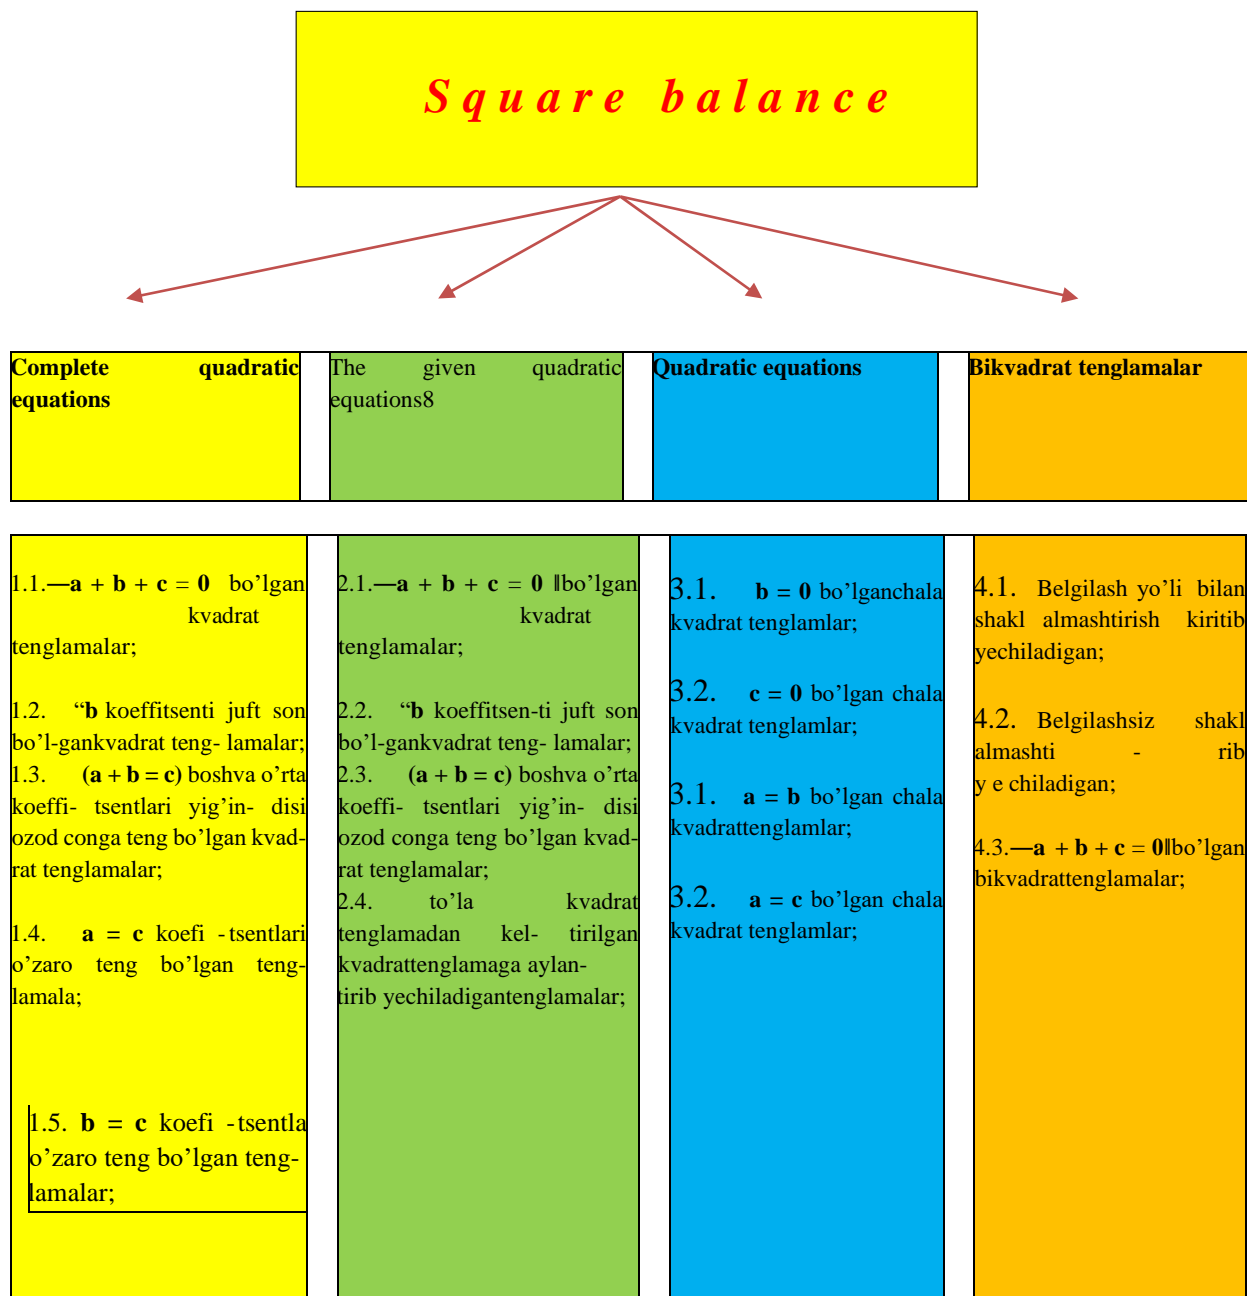 Square balance
Complete quadratic
equations
The given quadratic
equations8
Quadratic equations
Bikvadrat tenglamalar
1.1.―a + b + c = 0 bo’lgan
kvadrat
tenglamalar;
1.2. “b koeffitsenti juft son
bo’l-gankvadrat teng- lamalar;
1.3. (a + b = c) boshva o’rta
koeffi- tsentlari yig’in- disi
ozod conga teng bo’lgan kvad-
rat tenglamalar;
1.4. a = c koefi -tsentlari
o’zaro teng bo’lgan teng-
lamala;
1.5. b = c koefi -tsentla
o’zaro teng bo’lgan teng-
lamalar;
2.1.―a + b + c = 0 ‖bo’lgan
kvadrat
tenglamalar;
2.2. “b koeffitsen-ti juft son
bo’l-gankvadrat teng- lamalar;
2.3. (a + b = c) boshva o’rta
koeffi- tsentlari yig’in- disi
ozod conga teng bo’lgan kvad-
rat tenglamalar;
2.4. to’la kvadrat
tenglamadan kel- tirilgan
kvadrattenglamaga aylan-
tirib yechiladigantenglamalar;
3.1. b = 0 bo’lganchala
kvadrat tenglamlar;
3.2. c = 0 bo’lgan chala
kvadrat tenglamlar;
3.1. a = b bo’lgan chala
kvadrattenglamlar;
3.2. a = c bo’lgan chala
kvadrat tenglamlar;
4.1. Belgilash yo’li bilan
shakl almashtirish kiritib
yechiladigan;
4.2. Belgilashsiz shakl
almashti - rib
y e chiladigan;
4.3.―a + b + c = 0‖bo’lgan
bikvadrattenglamalar;